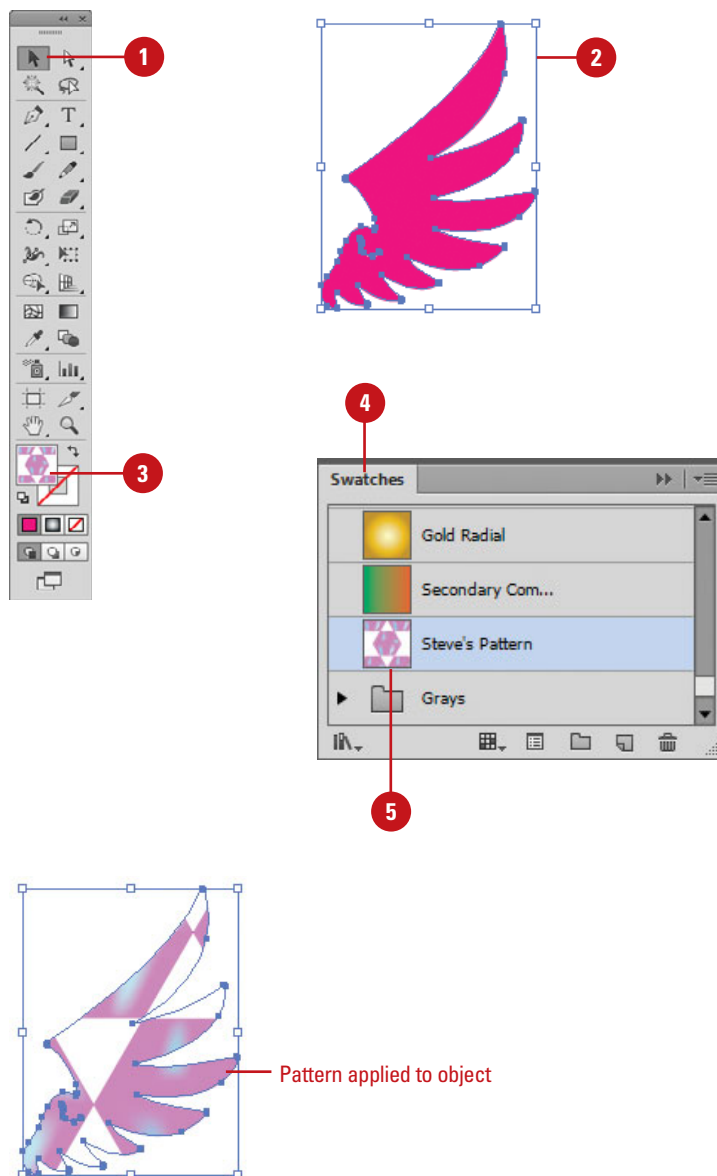 1
2
3
4
Swatches
Gold Radial
Secondary Com...
Steve's Pattern
Grays
5
Pattern applied to object